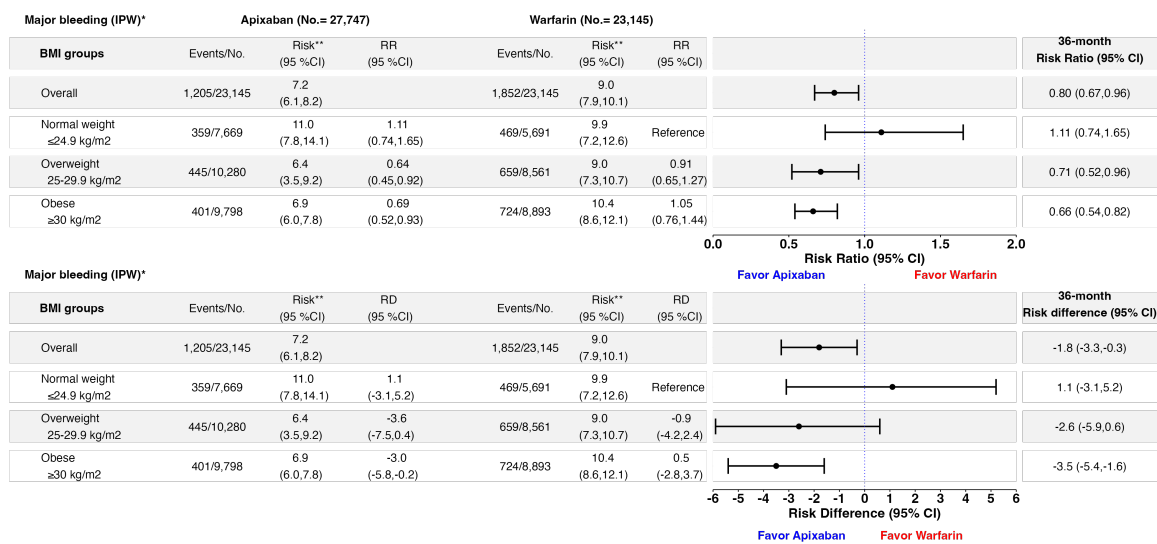 Major bleeding (IPW)* Apixaban (No.= 27,747) Warfarin (No.= 23,145)
BMI groups Events/No. Risk** (95 %CI) RR (95 %CI) Events/No. Risk** (95 %CI) RR (95 %CI) 36-month Risk Ratio (95% CI)
Overall 1,205/23,145 7.2 (6.1,8.2) 1,852/23,145 9.0 (7.9,10.1) 0.80 (0.67,0.96)
Normal weight ≤24.9 kg/m2 359/7,669 11.0 (7.8,14.1) 1.11 (0.74,1.65) 469/5,691 9.9 (7.2,12.6) Reference 1.11 (0.74,1.65)
Overweight 25-29.9 kg/m2 445/10,280 6.4 (3.5,9.2) 0.64 (0.45,0.92) 659/8,561 9.0 (7.3,10.7) 0.91 (0.65,1.27) 0.71 (0.52,0.96)
Obese ≥30 kg/m2 401/9,798 6.9 (6.0,7.8) 0.69 (0.52,0.93) 724/8,893 10.4 (8.6,12.1) 1.05 (0.76,1.44) 0.66 (0.54,0.82)
0.0 0.5 1.0 1.5 2.0
Risk Ratio (95% CI)
Favor Apixaban Favor Warfarin
Major bleeding (IPW)*
BMI groups Events/No. Risk** (95 %CI) RD (95 %CI) Events/No. Risk** (95 %CI) RD (95 %CI) 36-month Risk difference (95% CI)
Overall 1,205/23,145 7.2 (6.1,8.2) 1,852/23,145 9.0 (7.9,10.1) -1.8 (-3.3,-0.3)
Normal weight ≤24.9 kg/m2 359/7,669 11.0 (7.8,14.1) 1.1 (-3.1,5.2) 469/5,691 9.9 (7.2,12.6) Reference 1.1 (-3.1,5.2)
Overweight 25-29.9 kg/m2 445/10,280 6.4 (3.5,9.2) -3.6 (-7.5,0.4) 659/8,561 9.0 (7.3,10.7) -0.9 (-4.2,2.4) -2.6 (-5.9,0.6)
Obese ≥30 kg/m2 401/9,798 6.9 (6.0,7.8) -3.0 (-5.8,-0.2) 724/8,893 10.4 (8.6,12.1) 0.5 (-2.8,3.7) -3.5 (-5.4,-1.6)
-6 -5 -4 -3 -2 -1 0 1 2 3 4 5 6
Risk Difference (95% CI)
Favor Apixaban Favor Warfarin